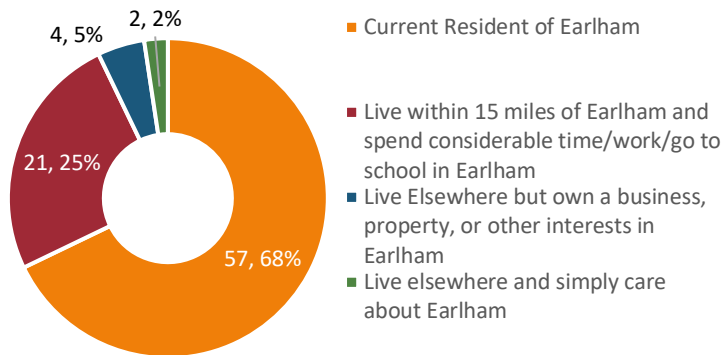 2, 2%
4, 5%
21, 25%
57, 68%
Current Resident of Earlham
Live within 15 miles of Earlham and
spend considerable time/work/go to
school in Earlham
Live Elsewhere but own a business,
property, or other interests in
Earlham
Live elsewhere and simply care
about Earlham